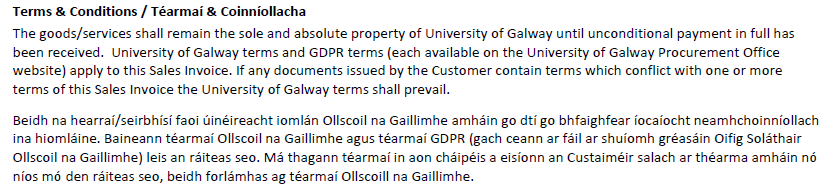 Terms & Conditions / Téarmaí & Coinníollacha
The goods/services shall remain the sole and absolute property of University of Galway until unconditional payment in full has
been received.  University of Galway terms and GDPR terms (each available on the University of Galway Procurement Office
website) apply to this Sales Invoice. If any documents issued by the Customer contain terms which conflict with one or more
terms of this Sales Invoice the University of Galway terms shall prevail.
Beidh na hearraí/seirbhísí faoi úinéireacht iomlán Ollscoil na Gaillimhe amháin go dtí go bhfaighfear íocaíocht neamhchoinníollach
ina hiomláine. Baineann téarmaí Ollscoil na Gaillimhe agus téarmaí GDPR (gach ceann ar fáil ar shuíomh gréasáin Oifig Soláthair
Ollscoil na Gaillimhe) leis an ráiteas seo. Má thagann téarmaí in aon cháipéis a eisíonn an Custaiméir salach ar théarma amháin nó
níos mó den ráiteas seo, beidh forlámhas ag téarmaí Ollscoill na Gaillimhe.